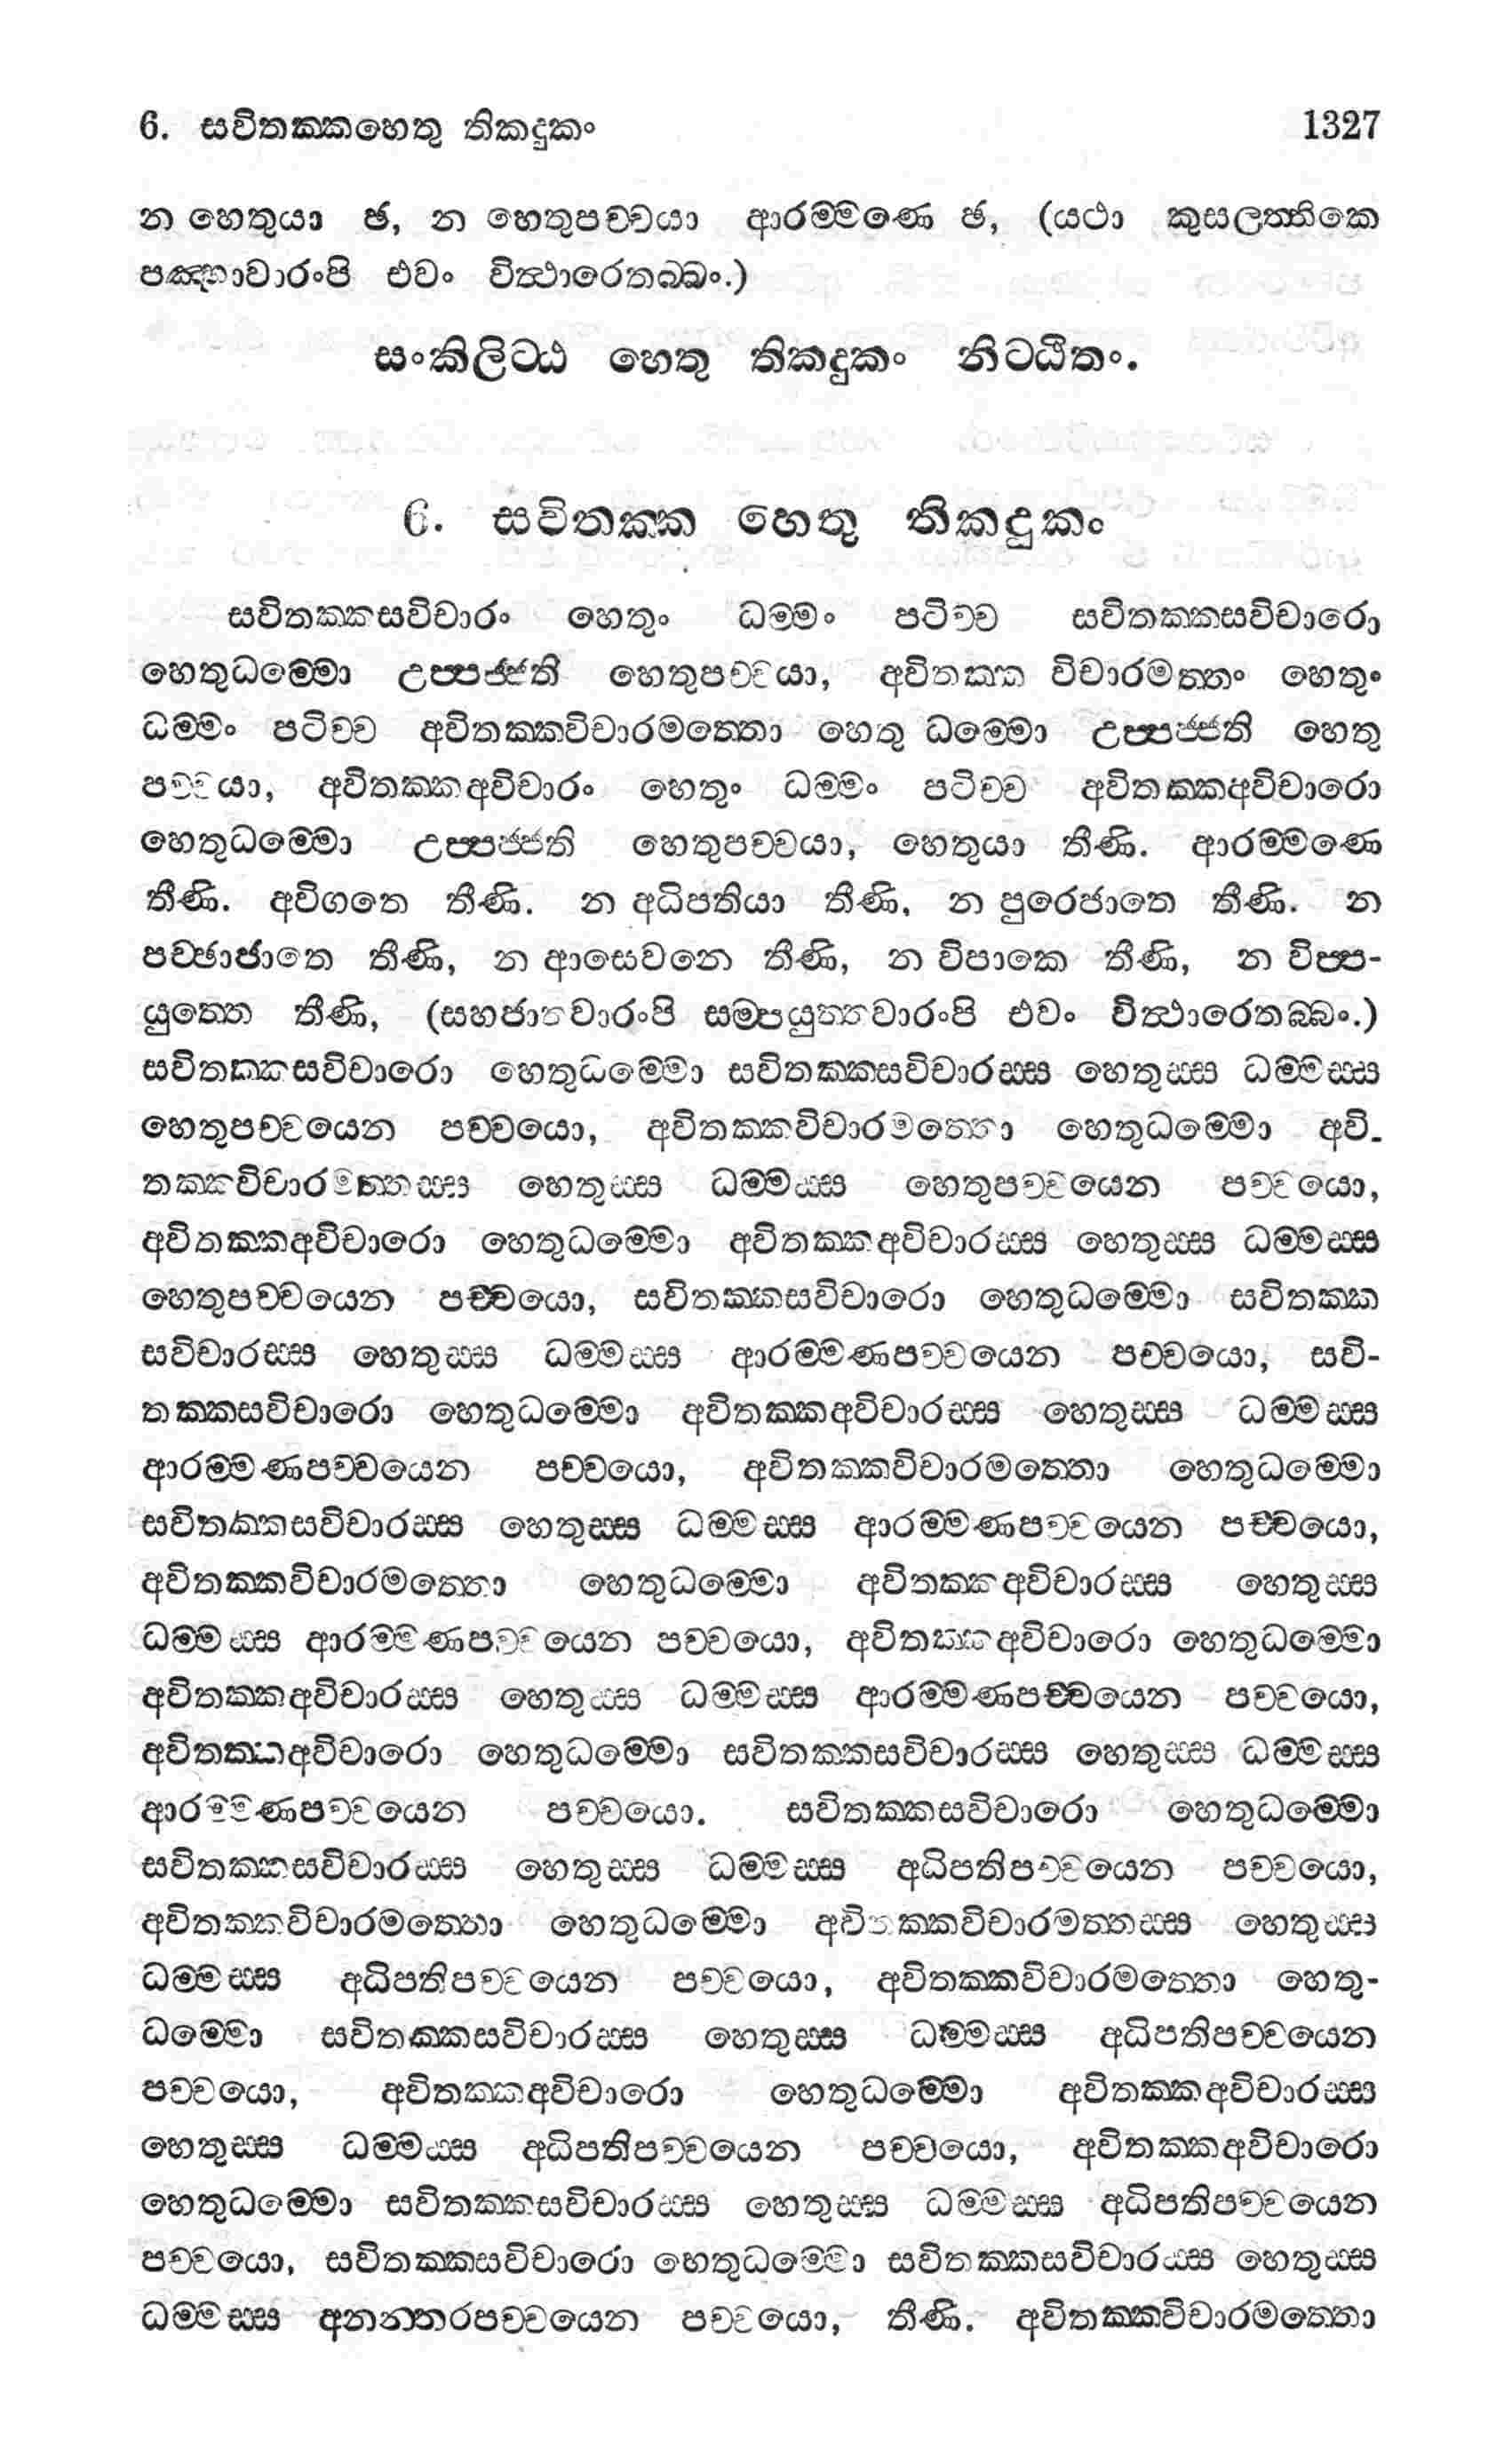 6. සවිතක්කහෙතු තිකදුකං 1327
න හෙතුයා ඡ, න හෙතුපච්චයා ආරම්මණෙ ඡ, (යථා කුසලත්තිකෙ
පඤ්හාවාරංපි එවං විත්ථාරෙතබ්බං.)
සංකිලිට්ඨ හෙතු තිකදුකං නිට්ඨිතං.
6. සවිතක්ක හෙතු තිකදුකං
සවිතක්කසවිචාරං හෙතුං ධම්මං පටිච්ච සවිතක්කසවිචාරො
හෙතුධම්මො උප්පජ්ජති හෙතුපච්චයා, අවිතක්ක විචාරමත්තං හෙතුං
ධම්මං පටිච්ච අවිතක්කවිචාරමත්තො හෙතු ධම්මො උප්පජ්ජති හෙතු
පච්චයා, අවිතක්කඅවිචාරං හෙතුං ධම්මං පටිච්ච අවිතක්කඅවිචාරො
හෙතුධම්මො උප්පජ්ජති හෙතුපච්චයා, හෙතුයා තීණි. ආරම්මණෙ
තීණි. අවිගතෙ තීණි. න අධිපතියා තීණි, න පුරෙජාතෙ තීණි. න
පච්ඡාජාතෙ තීණි, න ආසෙවනෙ තීණි, න විපාකෙ තීණි, න විප්ප-
යුත්තෙ තීණි, (සහජාතවාරංපි සම්පයුත්තවාරංපි එවං විත්ථාරෙතබ්බං.)
සවිතක්කසවිචාරො හෙතුධම්මො සවිතක්කසවිචාරස්ස හෙතුස්ස ධම්මස්ස
හෙතුපච්චයෙන පච්චයො, අවිතක්කවිචාරමත්තො හෙතුධම්මො අවි-
තක්කවිචාරමත්තස්ස හෙතුස්ස ධම්මස්ස හෙතුපච්චයෙන පච්චයො,
අවිතක්කඅවිචාරො හෙතුධම්මො අවිතක්කඅවිචාරස්ස හෙතුස්ස ධම්මස්ස
හෙතුපච්චයෙන පච්චයො, සවිතක්කසවිචාරො හෙතුධම්මො සවිතක්ක
සවිචාරස්ස හෙතුස්ස ධම්මස්ස ආරම්මණපච්චයෙන පච්චයො, සවි-
තක්කසවිචාරො හෙතුධම්මො අවිතක්කඅවිචාරස්ස හෙතුස්ස ධම්මස්ස
ආරම්මණපච්චයෙන පච්චයො, අවිතක්කවිචාරමත්තො හෙතුධම්මො
සවිතක්කසවිචාරස්ස හෙතුස්ස ධම්මස්ස ආරම්මණපච්චයෙන පච්චයො,
අවිතක්කවිචාරමත්තො හෙතුධම්මො අවිතක්කඅවිචාරස්ස හෙතුස්ස
ධම්මස්ස ආරම්මණපච්චයෙන පච්චයො, අවිතක්කඅවිචාරො හෙතුධම්මො
අවිතක්කඅවිචාරස්ස හෙතුස්ස ධම්මස්ස ආරම්මණපච්චයෙන පච්චයො,
අවිතක්කඅවිචාරො හෙතුධම්මො සවිතක්කසවිචාරස්ස හෙතුස්ස ධම්මස්ස
ආරම්මණපච්චයෙන පච්චයො. සවිතක්කසවිචාරො හෙතුධම්මො
සවිතක්කසවිචාරස්ස හෙතුස්ස ධම්මස්ස අධිපතිපච්චයෙන පච්චයො,
අවිතක්කවිචාරමත්තො හෙතුධම්මො අවිතක්කවිචාරමත්තස්ස හෙතුස්ස
ධම්මස්ස අධිපතිපච්චයෙන පච්චයො, අවිතක්කවිචාරමත්තො හෙතු-
ධම්මො සවිතක්කසවිචාරස්ස හෙතුස්ස ධම්මස්ස අධිපතිපච්චයෙන
පච්චයො, අවිතක්කඅවිචාරො හෙතුධම්මො අවිතක්කඅවිචාරස්ස
හෙතුස්ස ධම්මස්ස අධිපතිපච්චයෙන පච්චයො, අවිතක්කඅවිචාරො
හෙතුධම්මො සවිතක්කසවිචාරස්ස හෙතුස්ස ධම්මස්ස අධිපතිපච්චයෙන
පච්චයො, සවිතක්කසවිචාරො හෙතුධම්මො සවිතක්කසවිචාරස්ස හෙතුස්ස
ධම්මස්ස අනන්තරපච්චයෙන පච්චයො, තීණි. අවිතක්කවිචාරමත්තො